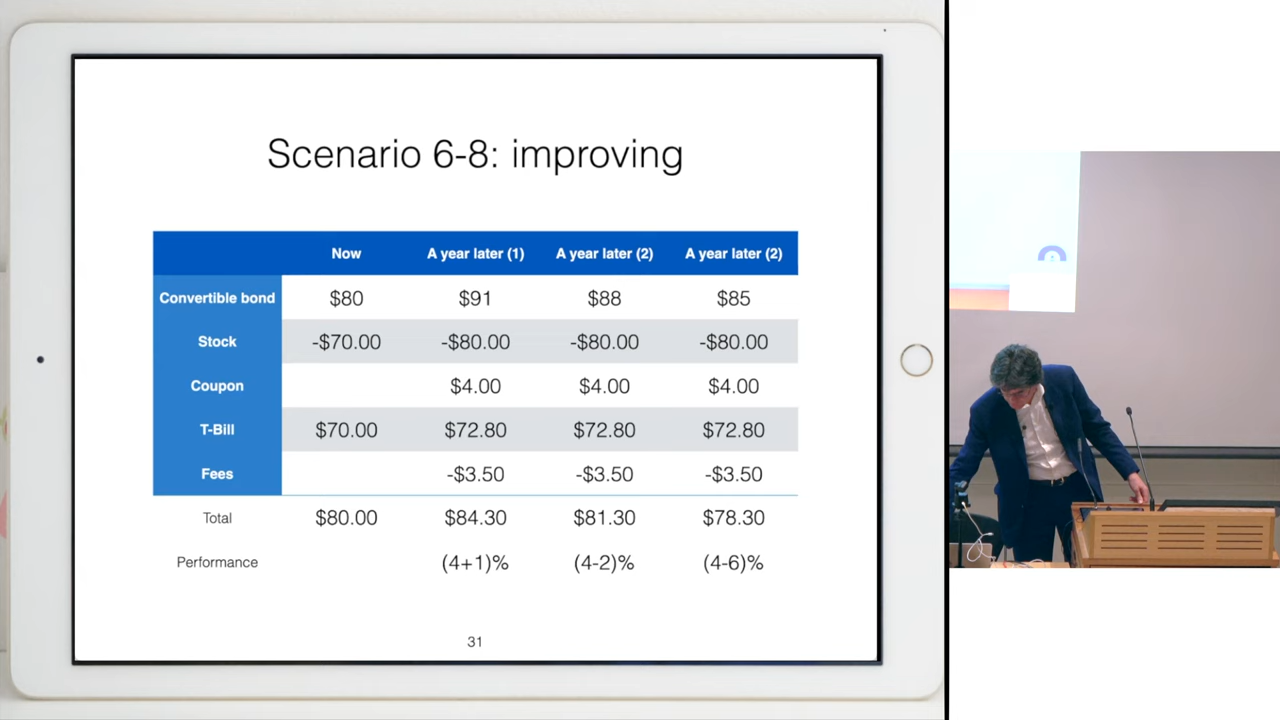 Scenario 6-8: improving
Now A year later (1) A year later (2) A year later (2)
Convertible bond $80 $91 $88 $85
Stock -$70.00 -$80.00 -$80.00 -$80.00
Coupon $4.00 $4.00 $4.00
T-Bill $70.00 $72.80 $72.80 $72.80
Fees -$3.50 -$3.50 -$3.50
Total $80.00 $84.30 $81.30 $78.30
Performance (4+1)% (4-2)% (4-6)%
31